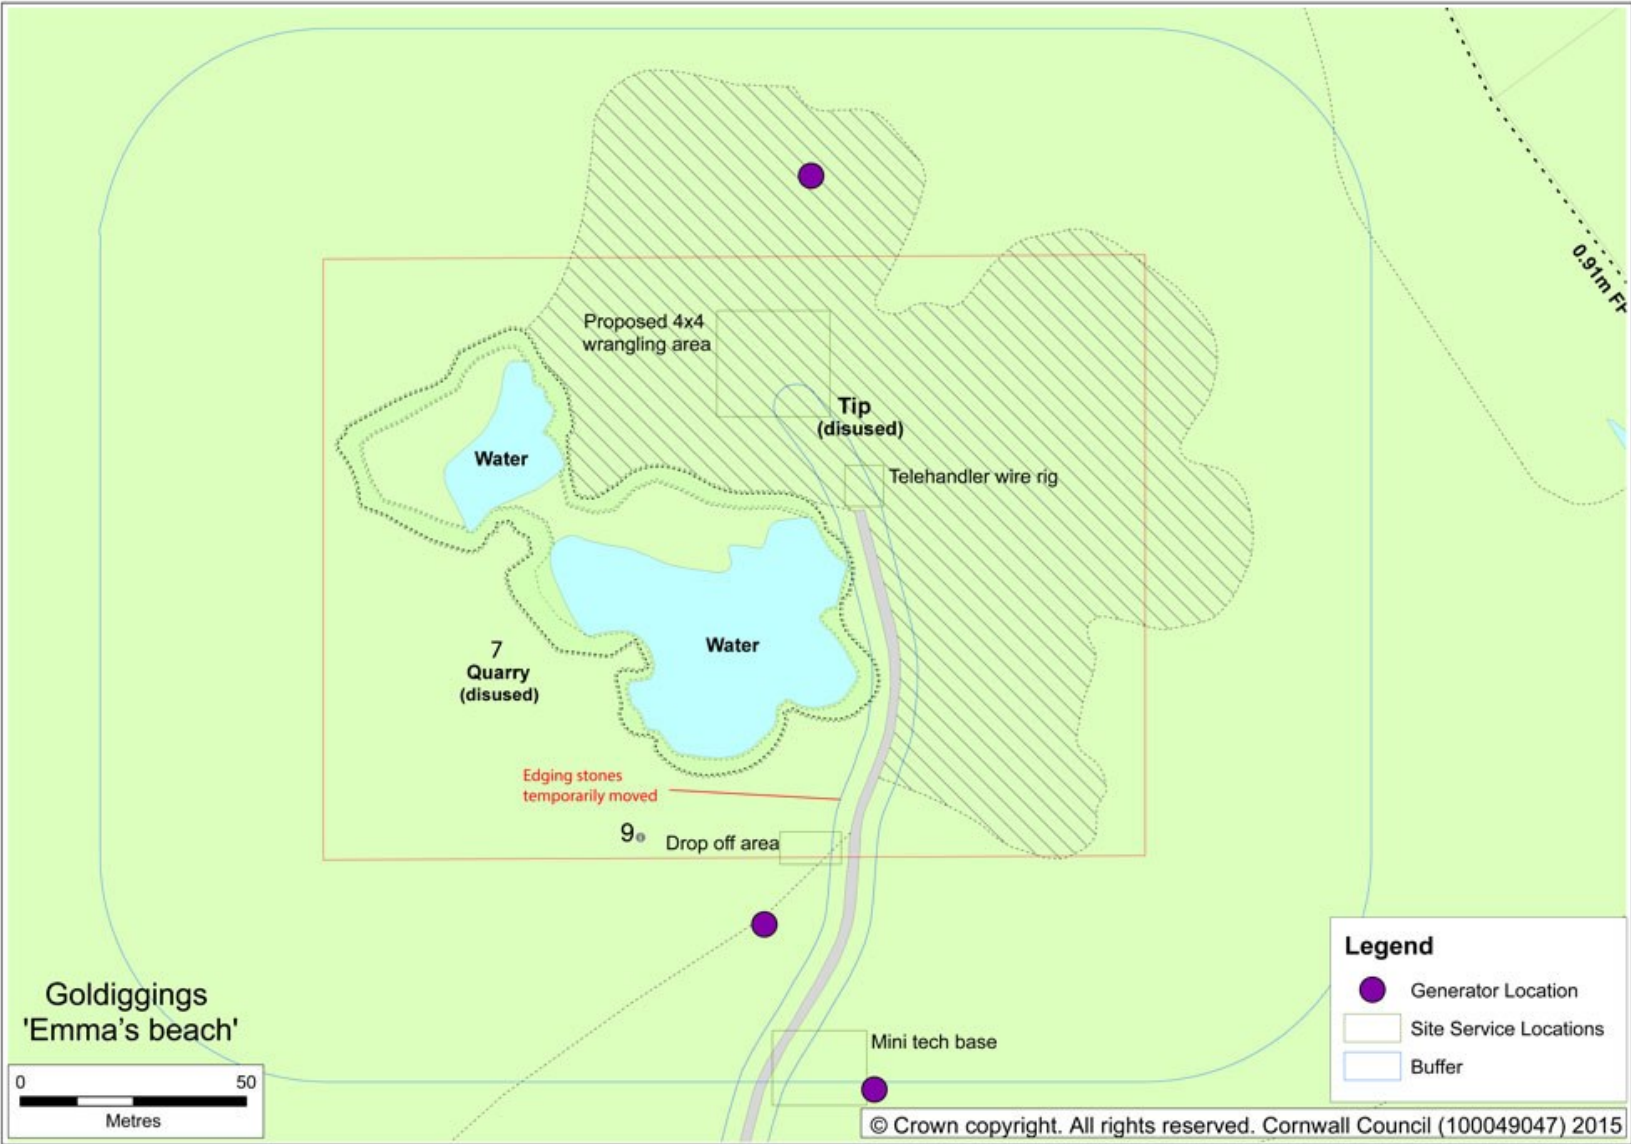 0.91m FH
Proposed 4x4
wrangling area
Tip
(disused)
Telehandler wire rig
Water
Water
7
Quarry
(disused)
Edging stones
temporarily moved
9
Drop off area
Goldiggings
'Emma's beach'
0 50
Metres
Mini tech base
Legend
Generator Location
Site Service Locations
Buffer
© Crown copyright. All rights reserved. Cornwall Council (100049047) 2015